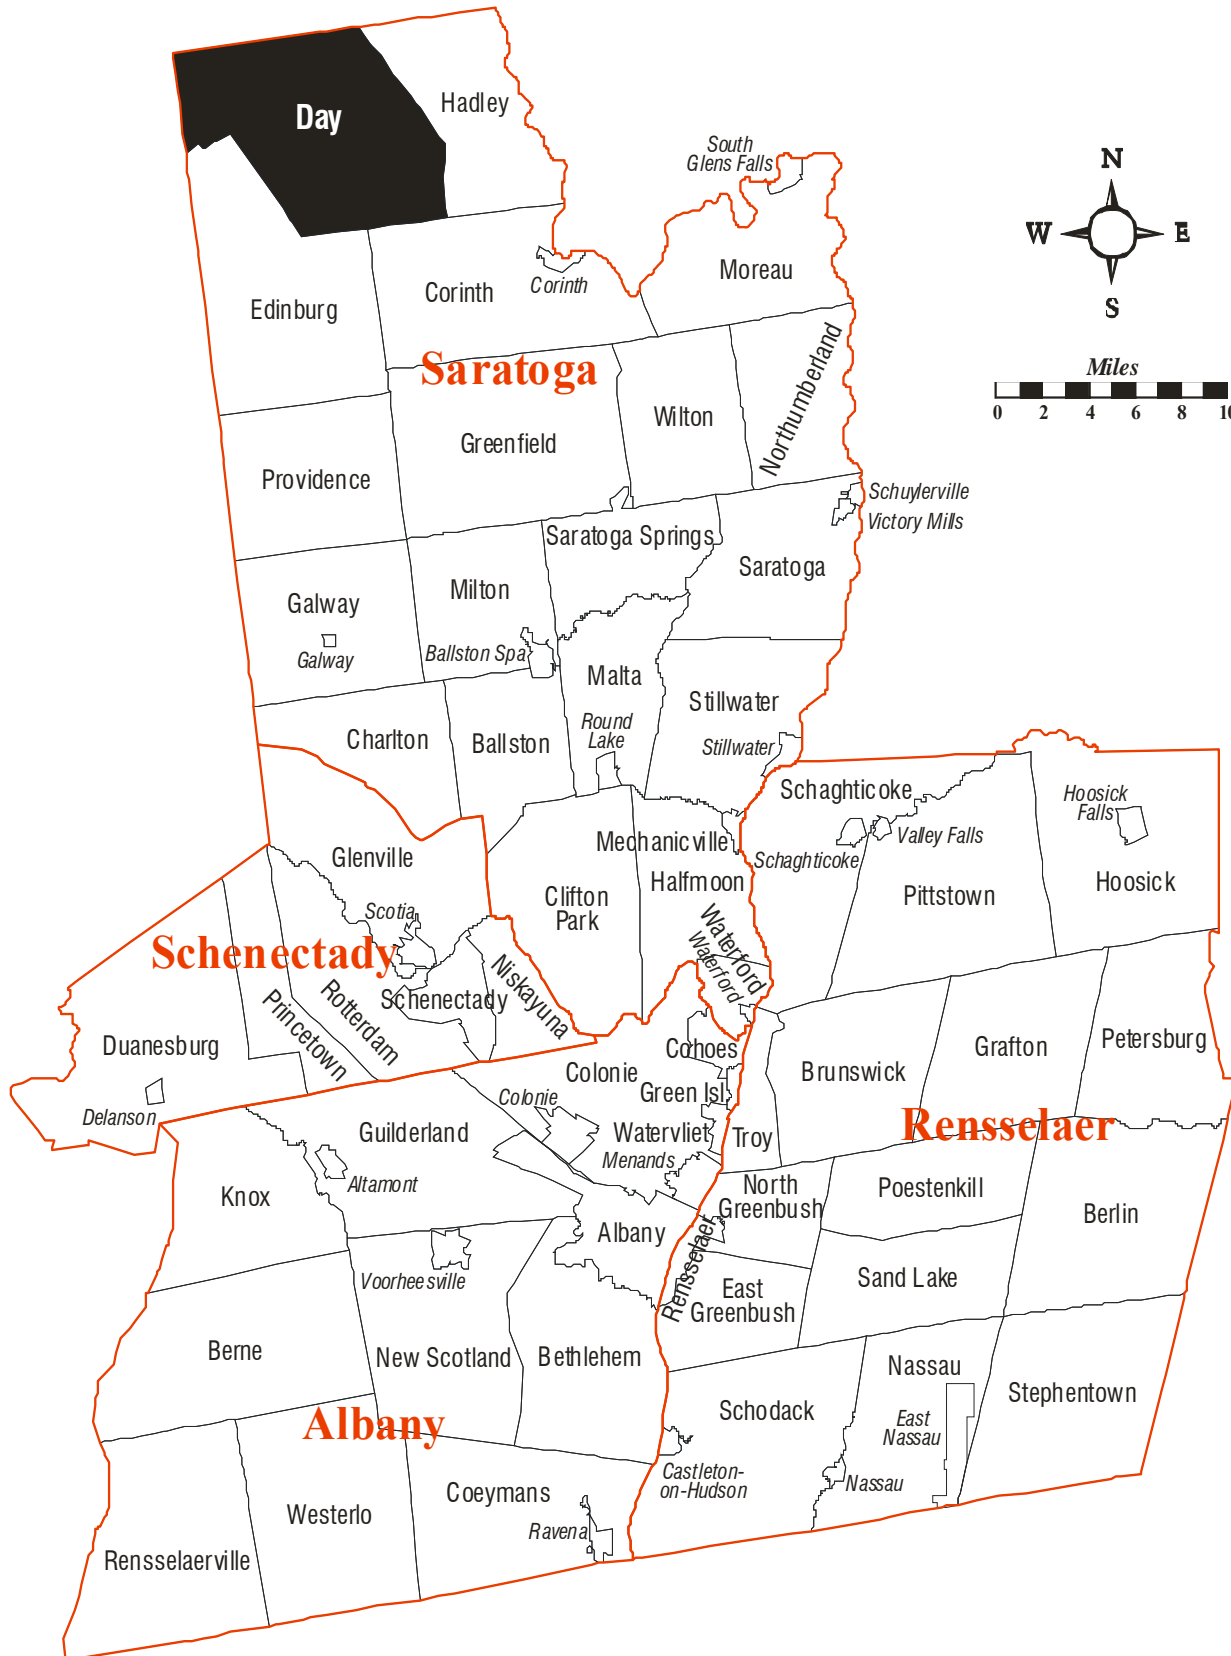 Day
Hadley
South
Glens Falls
N
W
E
S
Moreau
Corinth
Corinth
Edinburg
Northumberland
Miles
0 2 4 6 8 10
Saratoga
Wilton
Greenfield
Providence
Schuylerville
Victory Mills
Saratoga Springs
Saratoga
Milton
Galway
Galway
Ballston Spa
Malta
Stillwater
Round
Lake
Stillwater
Charlton
Ballston
Schaghticoke
Hoosick
Falls
Mechanicville
Valley Falls
Schaghticoke
Glenville
Halfmoon
Hoosick
Pittstown
Clifton
Park
Scotia
Waterford
Waterford
Schenectady
Niskayuna
Schenectady
Rotterdam
Princetown
Duanesburg
Cohoes
Grafton
Petersburg
Colonie
Brunswick
Green Isl.
Colonie
Delanson
Rensselaer
Guilderland
Watervliet
Troy
Menands
Altamont
Knox
North
Greenbush
Poestenkill
Berlin
Albany
Rensselaer
Voorheesville
Sand Lake
East
Greenbush
Berne
New Scotland
Bethlehem
Nassau
Stephentown
Schodack
Albany
East
Nassau
Castleton-
on-Hudson
Nassau
Coeymans
Westerlo
Ravena
Rensselaerville